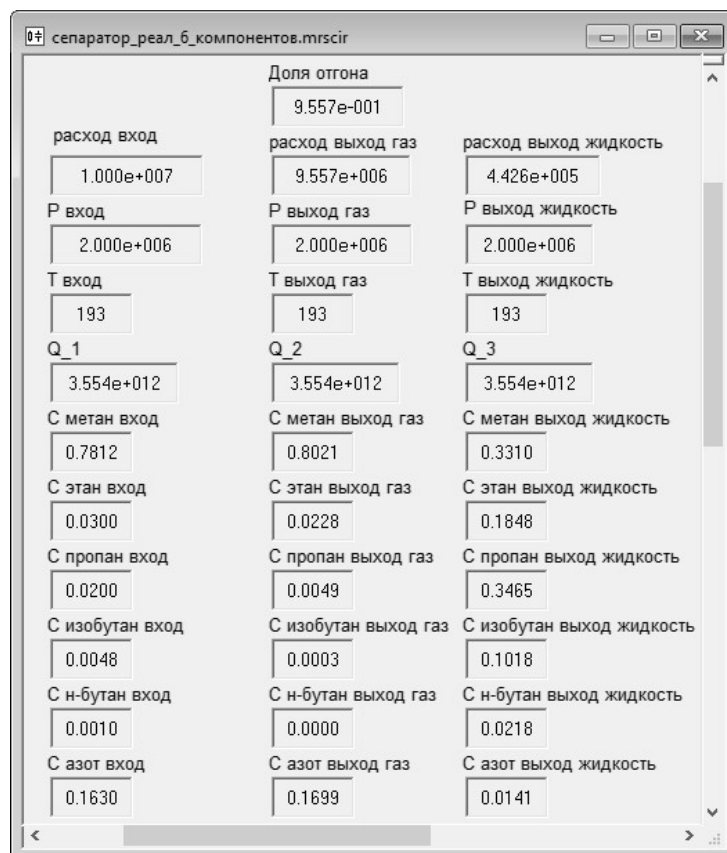 сепаратор_реал_6_компонентов.mrscir
Доля отгона
9.557e-001
расход вход расход выход газ расход выход жидкость
1.000e+007 9.557e+006 4.426e+005
P вход P выход газ P выход жидкость
2.000e+006 2.000e+006 2.000e+006
T вход T выход газ T выход жидкость
193 193 193
Q_1 Q_2 Q_3
3.554e+012 3.554e+012 3.554e+012
C метан вход C метан выход газ C метан выход жидкость
0.7812 0.8021 0.3310
C этан вход C этан выход газ C этан выход жидкость
0.0300 0.0228 0.1848
C пропан вход C пропан выход газ C пропан выход жидкость
0.0200 0.0049 0.3465
C изобутан вход C изобутан выход газ C изобутан выход жидкость
0.0048 0.0003 0.1018
C н-бутан вход C н-бутан выход газ C н-бутан выход жидкость
0.0010 0.0000 0.0218
C азот вход C азот выход газ C азот выход жидкость
0.1630 0.1699 0.0141